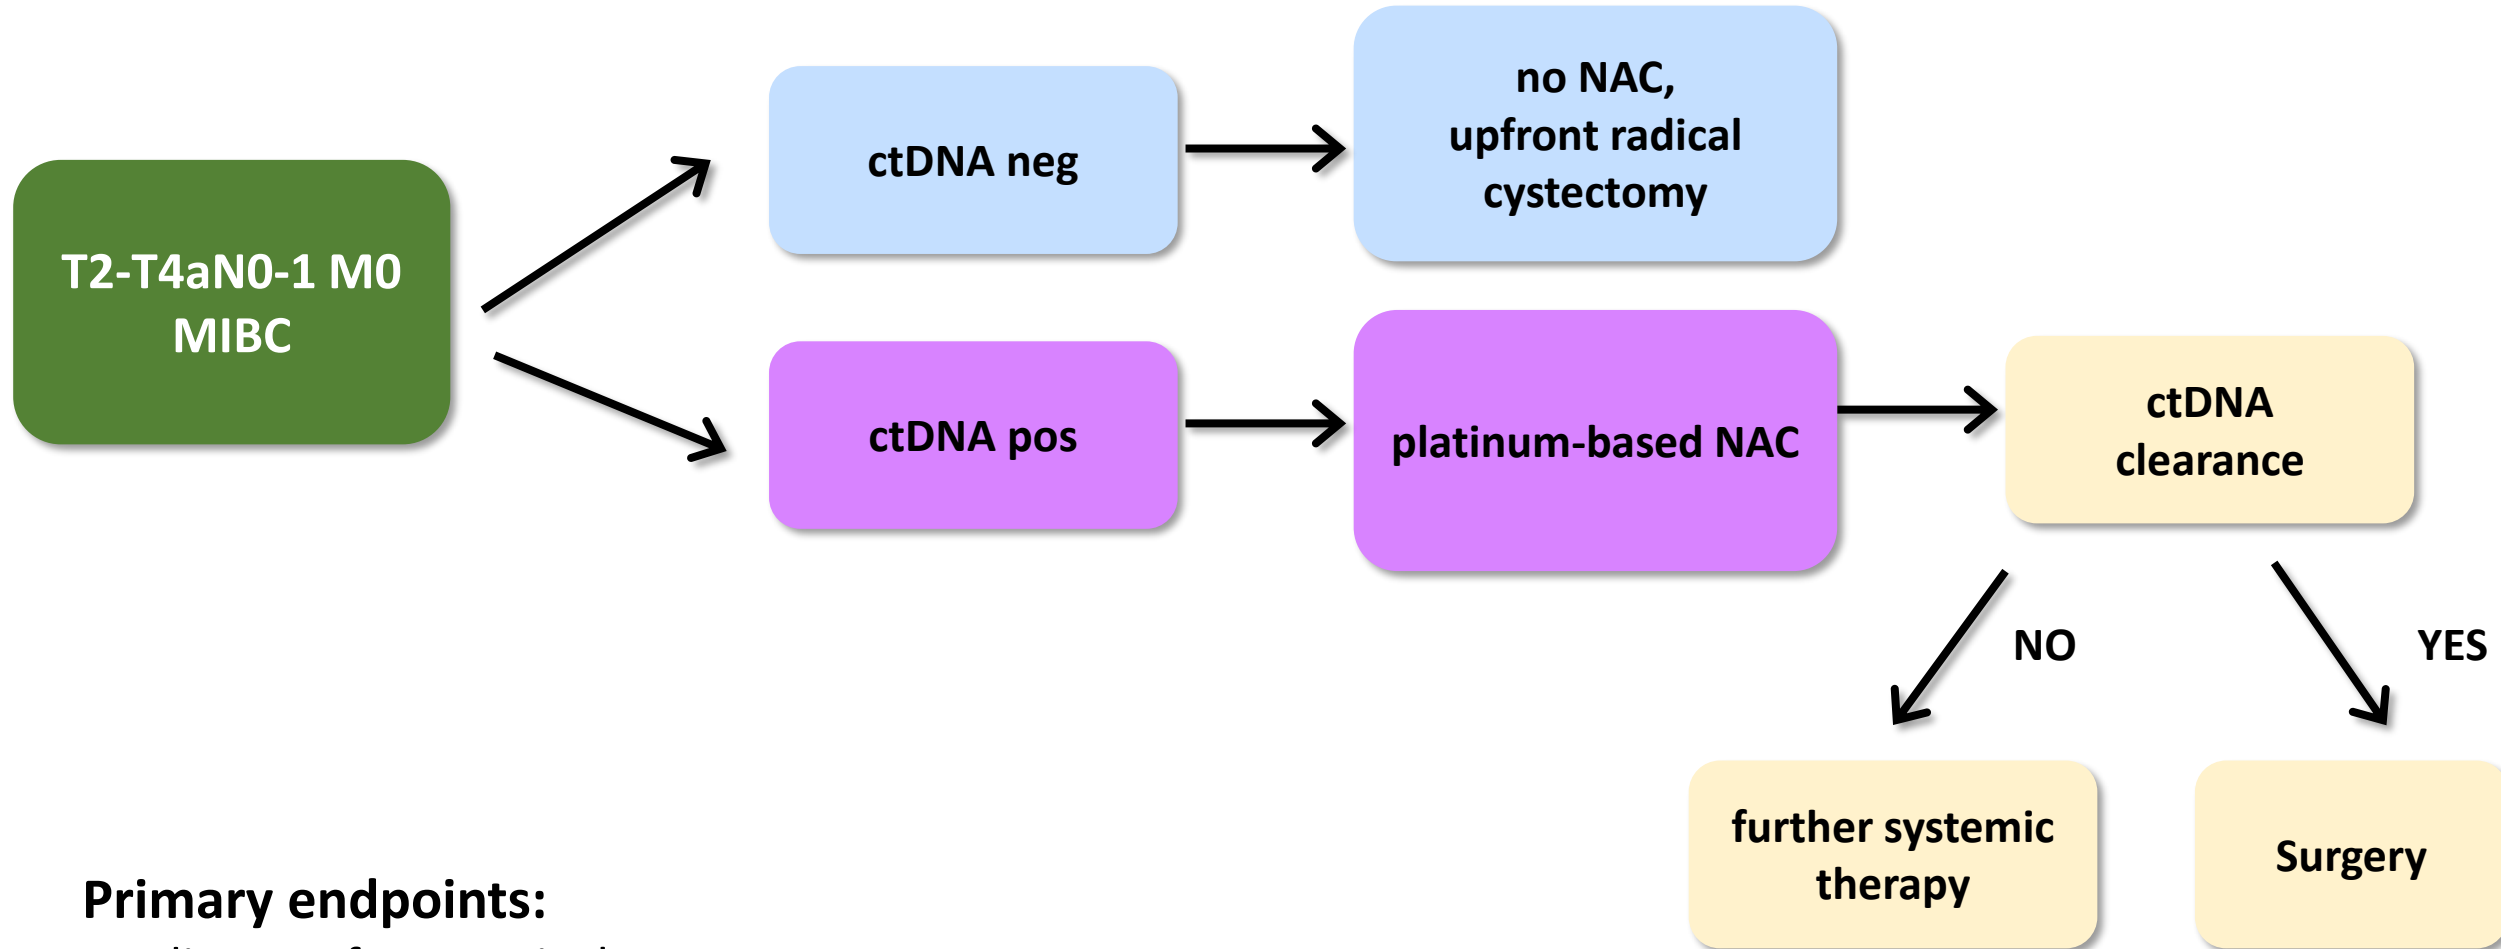 T2-T4aN0-1 M0
MIBC
ctDNA neg
no NAC,
upfront radical
cystectomy
ctDNA pos
platinum-based NAC
ctDNA
clearance
NO
YES
further systemic
therapy
Surgery
Primary endpoints: